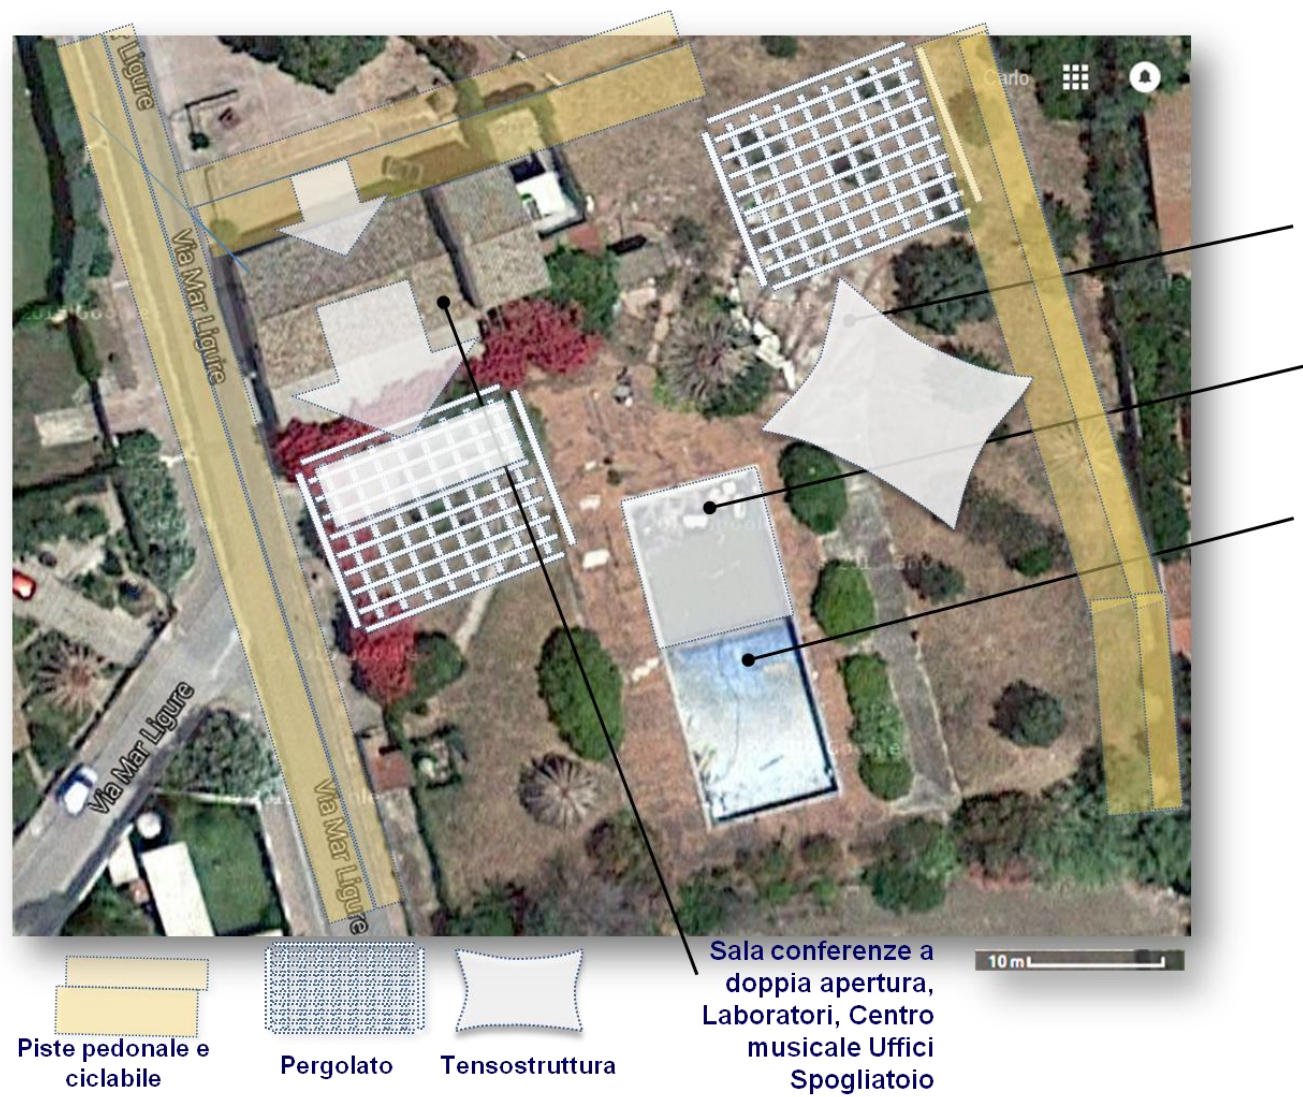 Ligure
Carlo
Via Mar Ligure
Via Mar Ligure
Via Mar Ligure
10 m
Sala conferenze a
doppia apertura,
Laboratori, Centro
musicale Uffici
Spogliatoio
Piste pedonale e
ciclabile
Pergolato
Tensostruttura